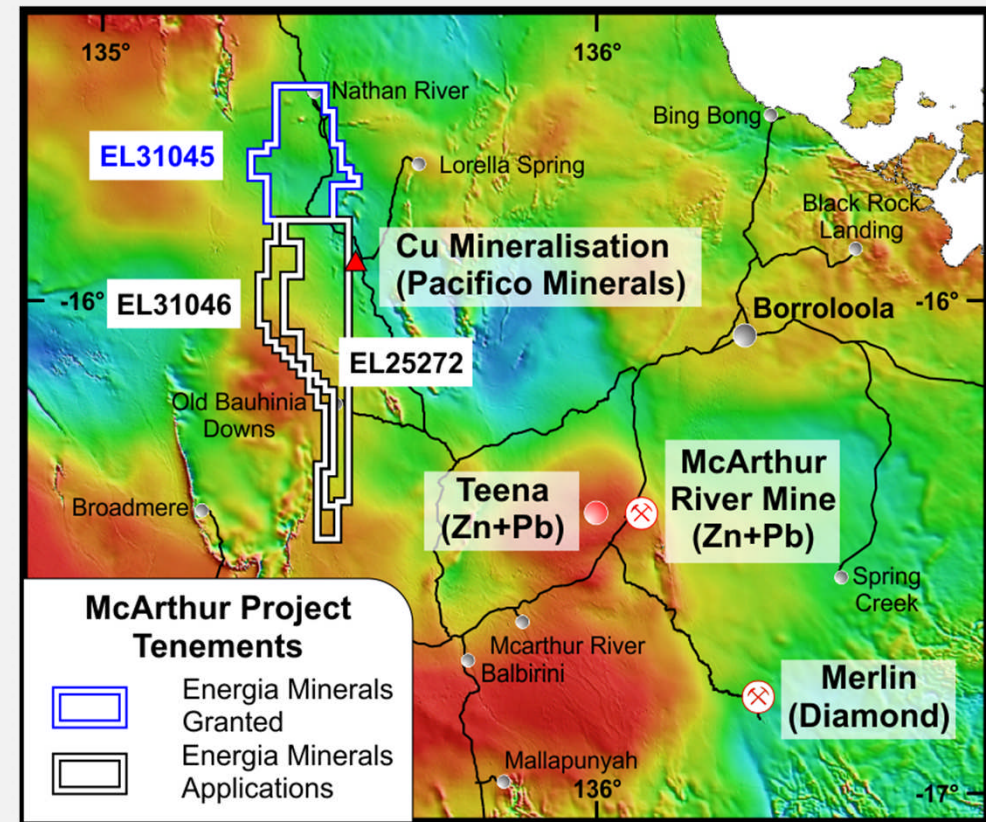 135°
136°
Nathan River
Bing Bong
EL31045
Lorella Spring
Black Rock
Landing
Cu Mineralisation
(Pacifico Minerals)
-16°
EL31046
-16°
Borroloola
EL25272
Old Bauhinia
Downs
McArthur
River Mine
(Zn+Pb)
Teena
(Zn+Pb)
Broadmere
Spring
Creek
McArthur Project
Tenements
Mcarthur River
Balbirini
Energia Minerals
Granted
Merlin
(Diamond)
Energia Minerals
Applications
Mallapunyah
136°
-17°